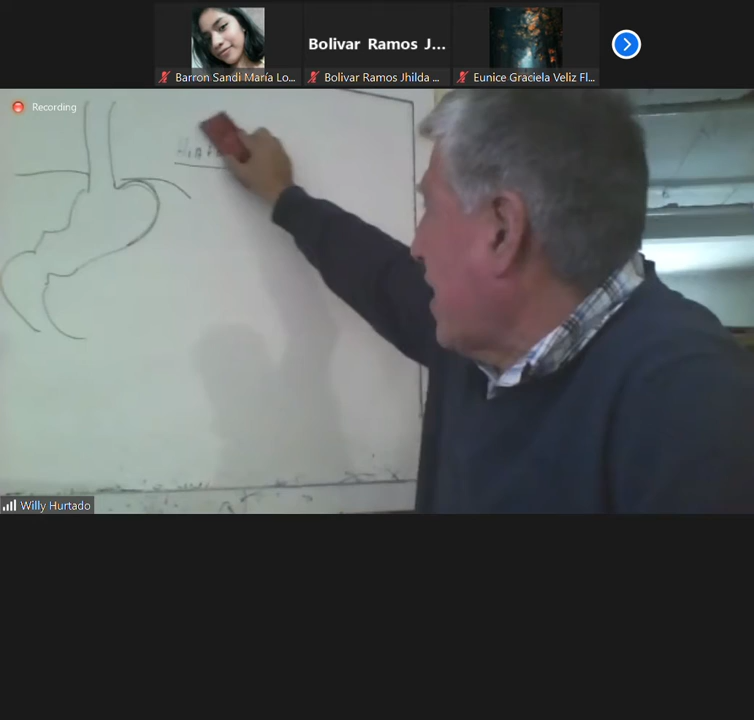 Bolivar Ramos J...
Barron Sandi María Lo...
Bolivar Ramos Jhilda ...
Eunice Graciela Veliz Fl...
Recording
Willy Hurtado